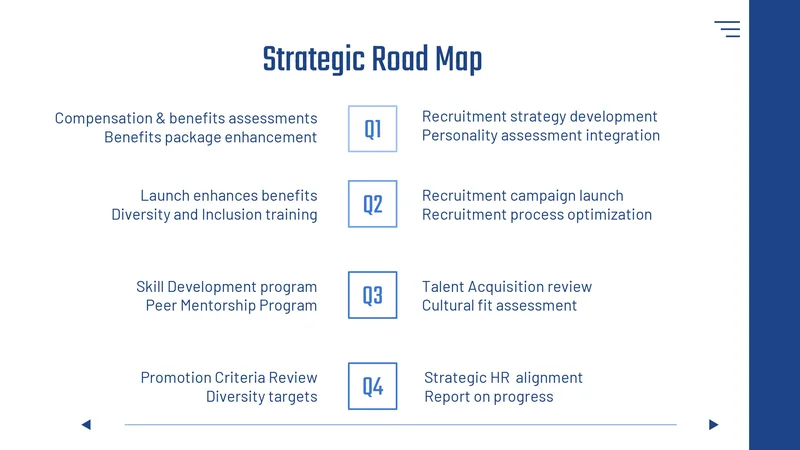 Strategic Road Map
Compensation & benefits assessments
Benefits package enhancement
Q1
Recruitment strategy development
Personality assessment integration
Launch enhances benefits
Diversity and Inclusion training
Q2
Recruitment campaign launch
Recruitment process optimization
Skill Development program
Peer Mentorship Program
Q3
Talent Acquisition review
Cultural fit assessment
Promotion Criteria Review
Diversity targets
Q4
Strategic HR  alignment
Report on progress